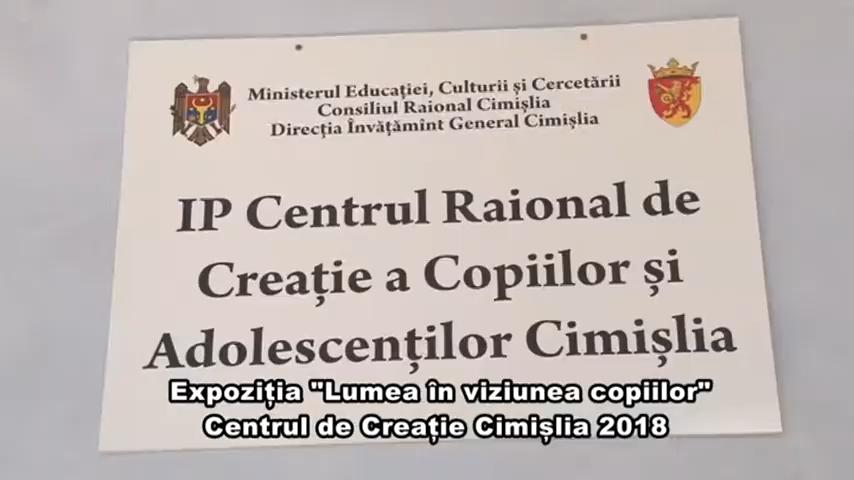 Ministerul Educației, Culturii și Cercetării
Consiliul Raional Cimișlia
Direcția Învățămînt General Cimișlia
IP Centrul Raional de
Creație a Copiilor și
Adolescenților Cimișlia
Expoziția "Lumea în viziunea copiilor"
Centrul de Creație Cimișlia 2018